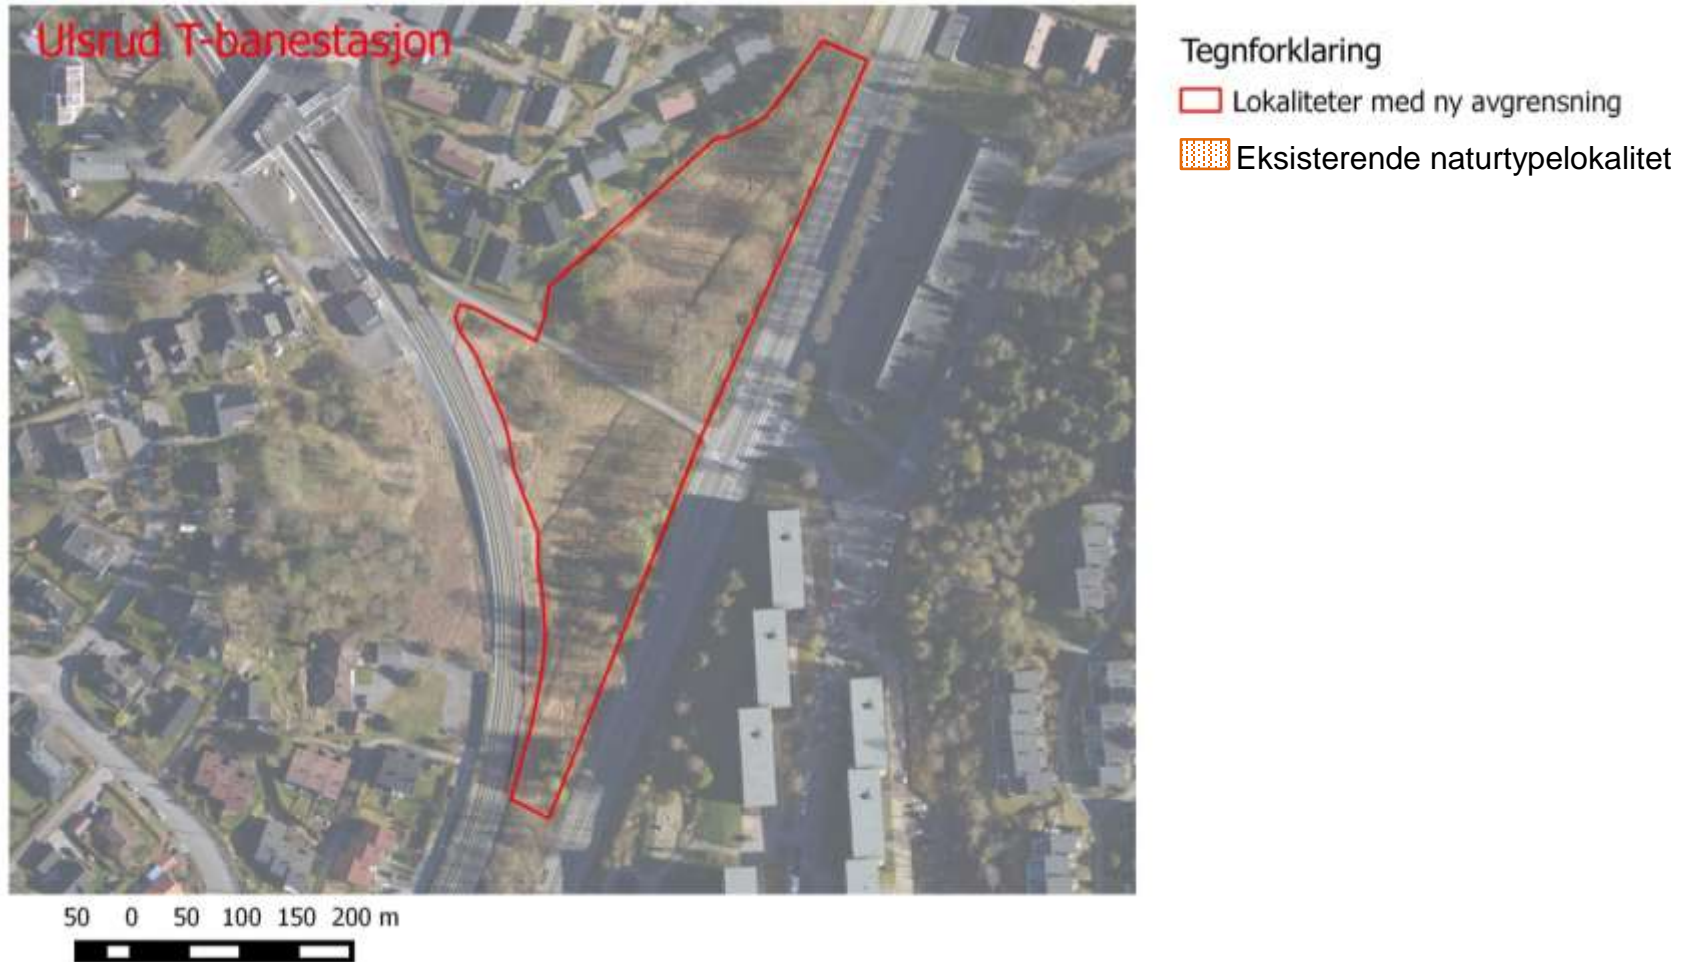 Ulsrud T-banestasjon
Tegnforklaring
Lokaliteter med ny avgrensning
Eksisterende naturtypelokalitet
50 0 50 100 150 200 m